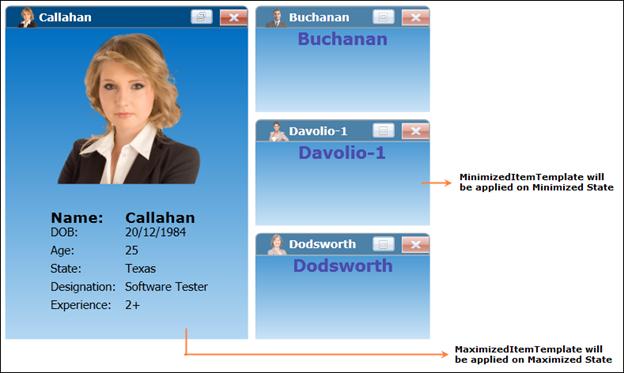 Callahan
Name: Callahan
DOB: 20/12/1984
Age: 25
State: Texas
Designation: Software Tester
Experience: 2+
Buchanan
Buchanan
Davolio-1
Davolio-1
Dodsworth
Dodsworth
MinimizedItemTemplate will
be applied on Minimized State
MaximizedItemTemplate will
be applied on Maximized State